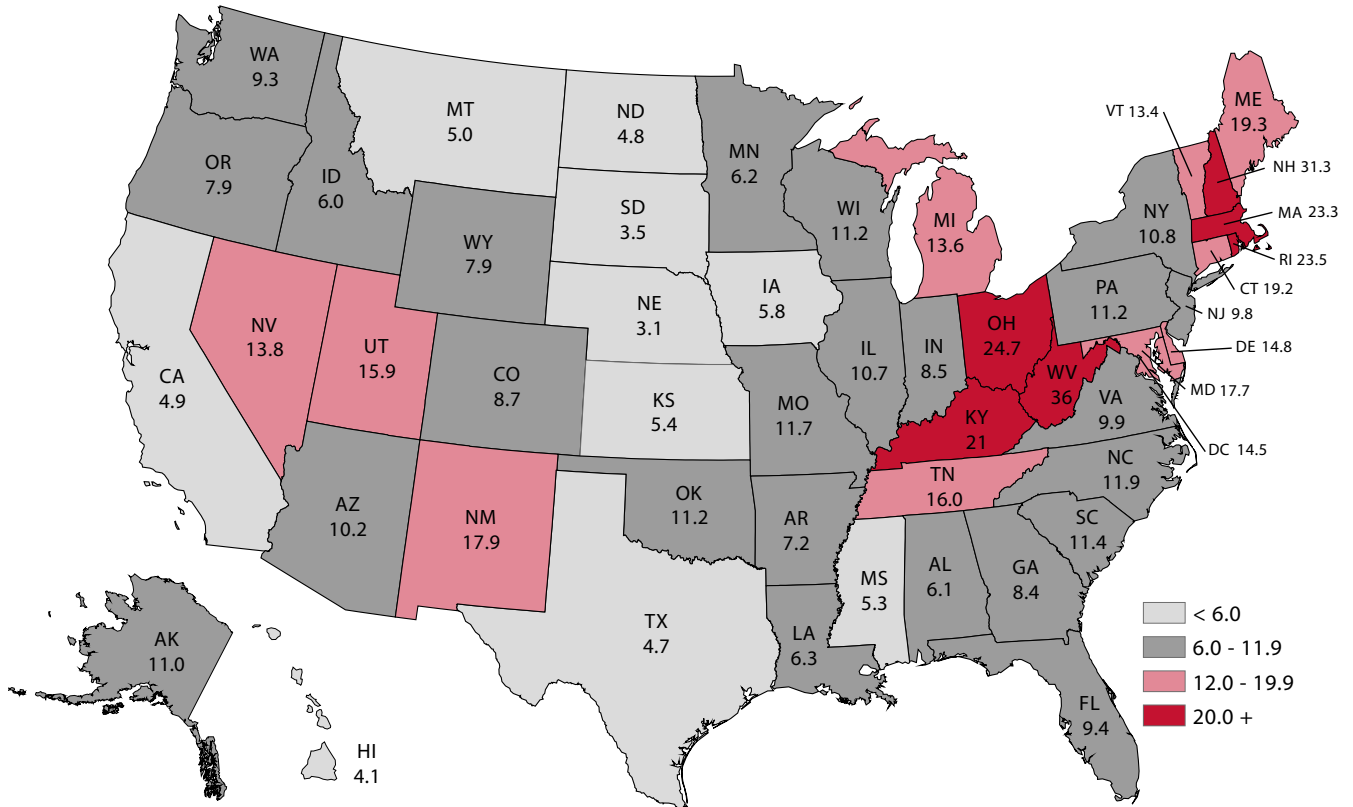 WA
9.3
MT
5.0
ND
4.8
MN
6.2
OR
7.9
ID
6.0
SD
3.5
WI
11.2
MI
13.6
WY
7.9
NE
3.1
IA
5.8
NV
13.8
UT
15.9
CO
8.7
CA
4.9
KS
5.4
MO
11.7
IL
10.7
IN
8.5
OH
24.7
WV
36
KY
21
VA
9.9
NC
11.9
TN
16.0
SC
11.4
AZ
10.2
NM
17.9
OK
11.2
AR
7.2
MS
5.3
AL
6.1
GA
8.4
TX
4.7
LA
6.3
FL
9.4
AK
11.0
HI
4.1
NY
10.8
PA
11.2
VT 13.4
ME
19.3
NH 31.3
MA 23.3
RI 23.5
CT 19.2
NJ 9.8
DE 14.8
MD 17.7
DC 14.5
< 6.0
6.0 - 11.9
12.0 - 19.9
20.0 +